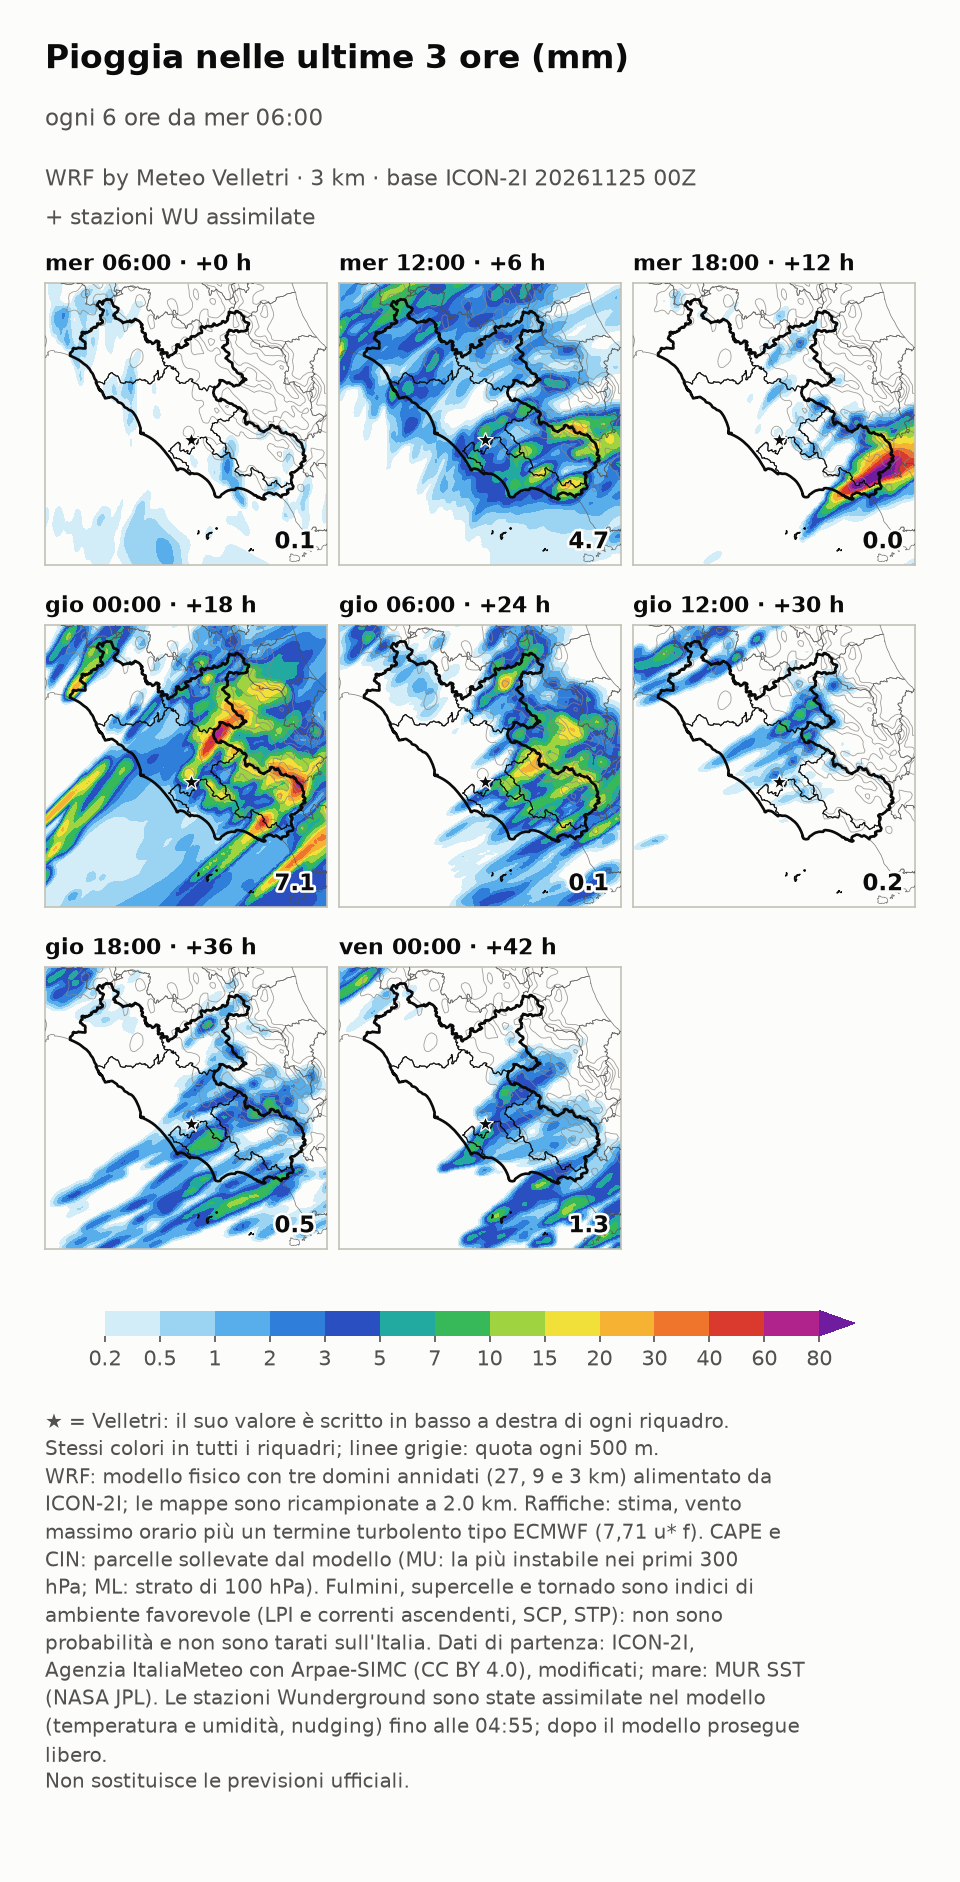 Pioggia nelle ultime 3 ore (mm)
ogni 6 ore da mer 06:00
WRF by Meteo Velletri · 3 km · base ICON-2I 20261125 00Z
+ stazioni WU assimilate
mer 06:00 · +0 h
mer 12:00 · +6 h
mer 18:00 · +12 h
0.1
4.7
0.0
gio 00:00 · +18 h
gio 06:00 · +24 h
gio 12:00 · +30 h
7.1
0.1
0.2
gio 18:00 · +36 h
ven 00:00 · +42 h
0.5
1.3
0.2 0.5 1 2 3 5 7 10 15 20 30 40 60 80
★ = Velletri: il suo valore è scritto in basso a destra di ogni riquadro.
Stessi colori in tutti i riquadri; linee grigie: quota ogni 500 m.
WRF: modello fisico con tre domini annidati (27, 9 e 3 km) alimentato da
ICON-2I; le mappe sono ricampionate a 2.0 km. Raffiche: stima, vento
massimo orario più un termine turbolento tipo ECMWF (7,71 u* f). CAPE e
CIN: parcelle sollevate dal modello (MU: la più instabile nei primi 300
hPa; ML: strato di 100 hPa). Fulmini, supercelle e tornado sono indici di
ambiente favorevole (LPI e correnti ascendenti, SCP, STP): non sono
probabilità e non sono tarati sull'Italia. Dati di partenza: ICON-2I,
Agenzia ItaliaMeteo con Arpae-SIMC (CC BY 4.0), modificati; mare: MUR SST
(NASA JPL). Le stazioni Wunderground sono state assimilate nel modello
(temperatura e umidità, nudging) fino alle 04:55; dopo il modello prosegue
libero.
Non sostituisce le previsioni ufficiali.